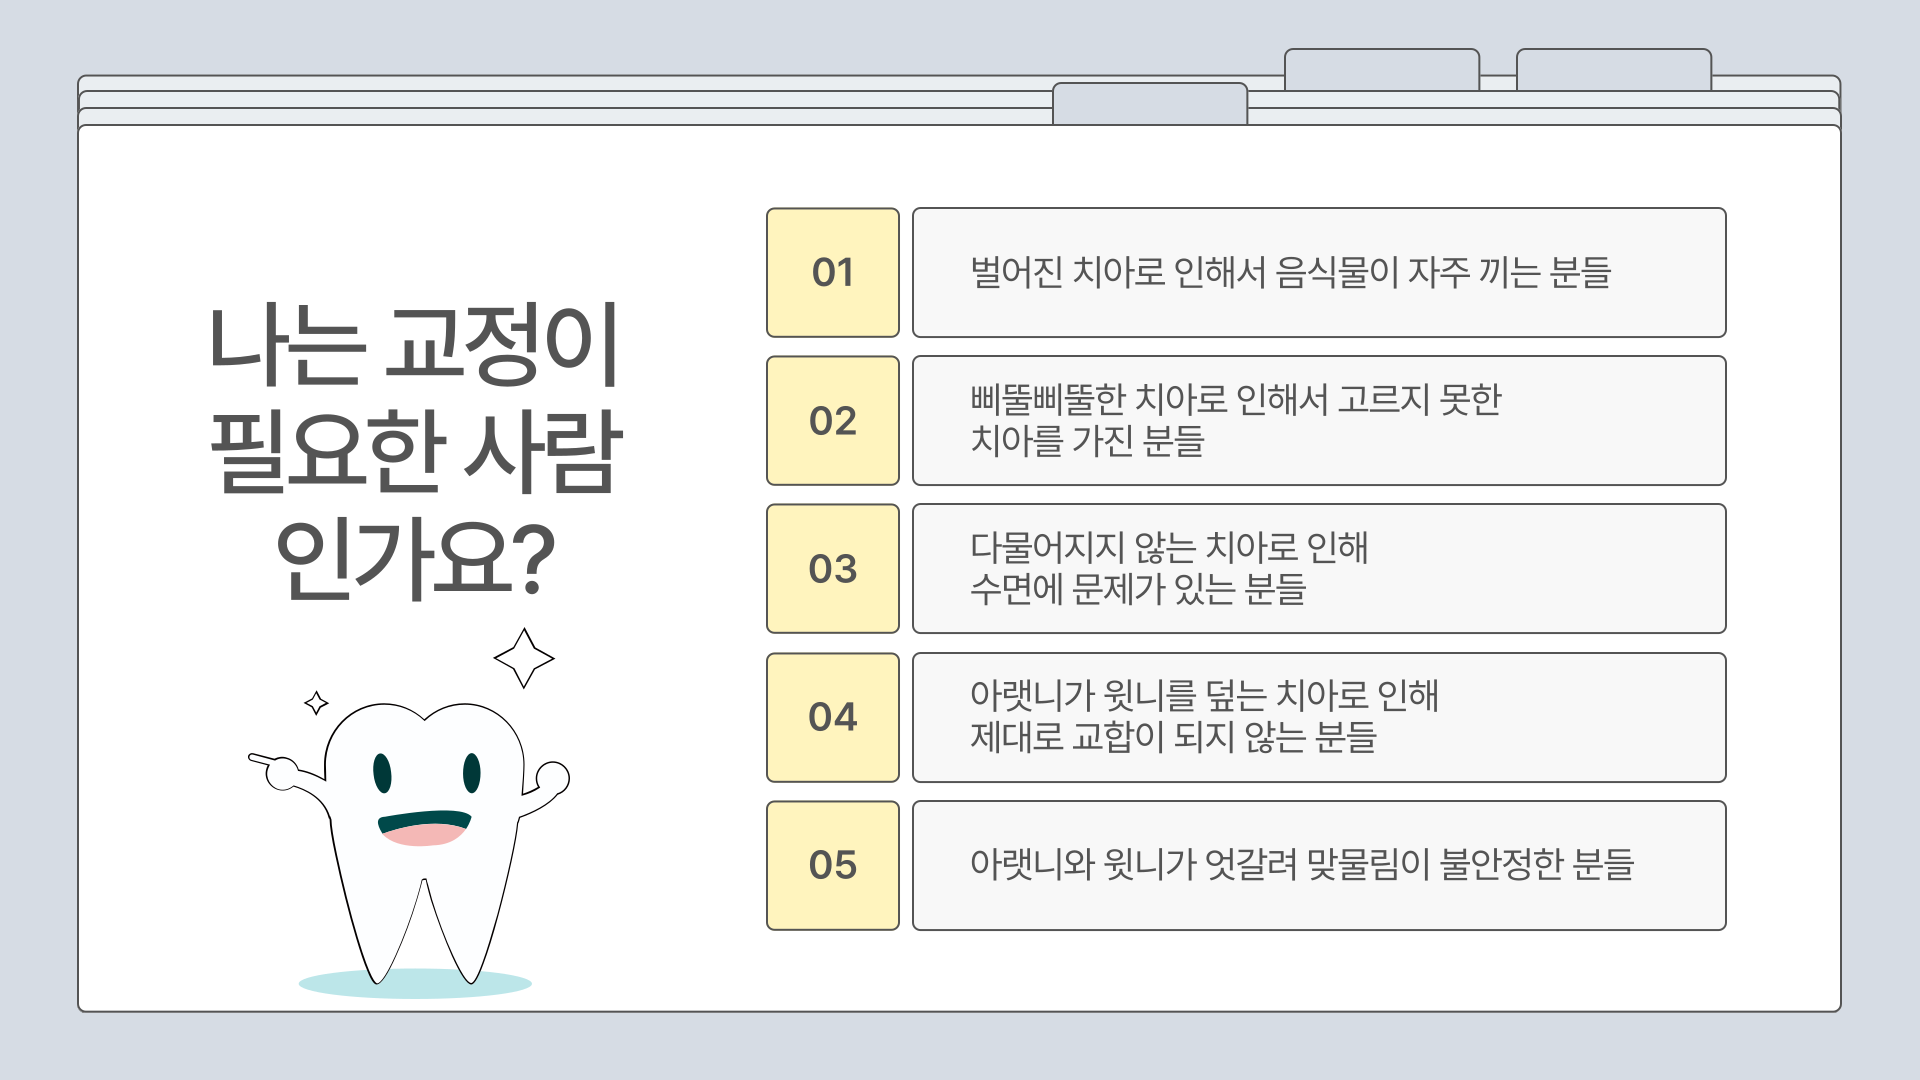 나는 교정이
필요한 사람
인가요?
01
벌어진 치아로 인해서 음식물이 자주 끼는 분들
02
삐뚤삐뚤한 치아로 인해서 고르지 못한
치아를 가진 분들
03
다물어지지 않는 치아로 인해
수면에 문제가 있는 분들
04
아랫니가 윗니를 덮는 치아로 인해
제대로 교합이 되지 않는 분들
05
아랫니와 윗니가 엇갈려 맞물림이 불안정한 분들